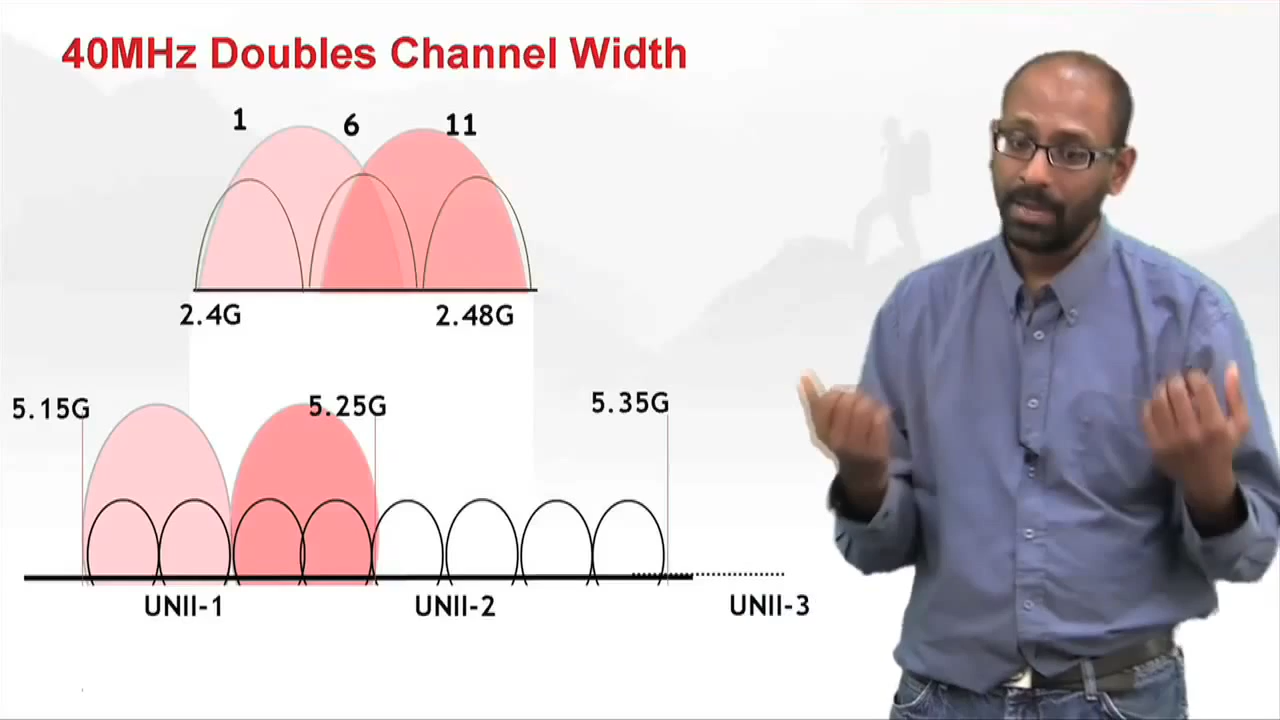 40MHz Doubles Channel Width
1 6 11
2.4G 2.48G
5.15G 5.25G 5.35G
UNII-1 UNII-2 UNII-3